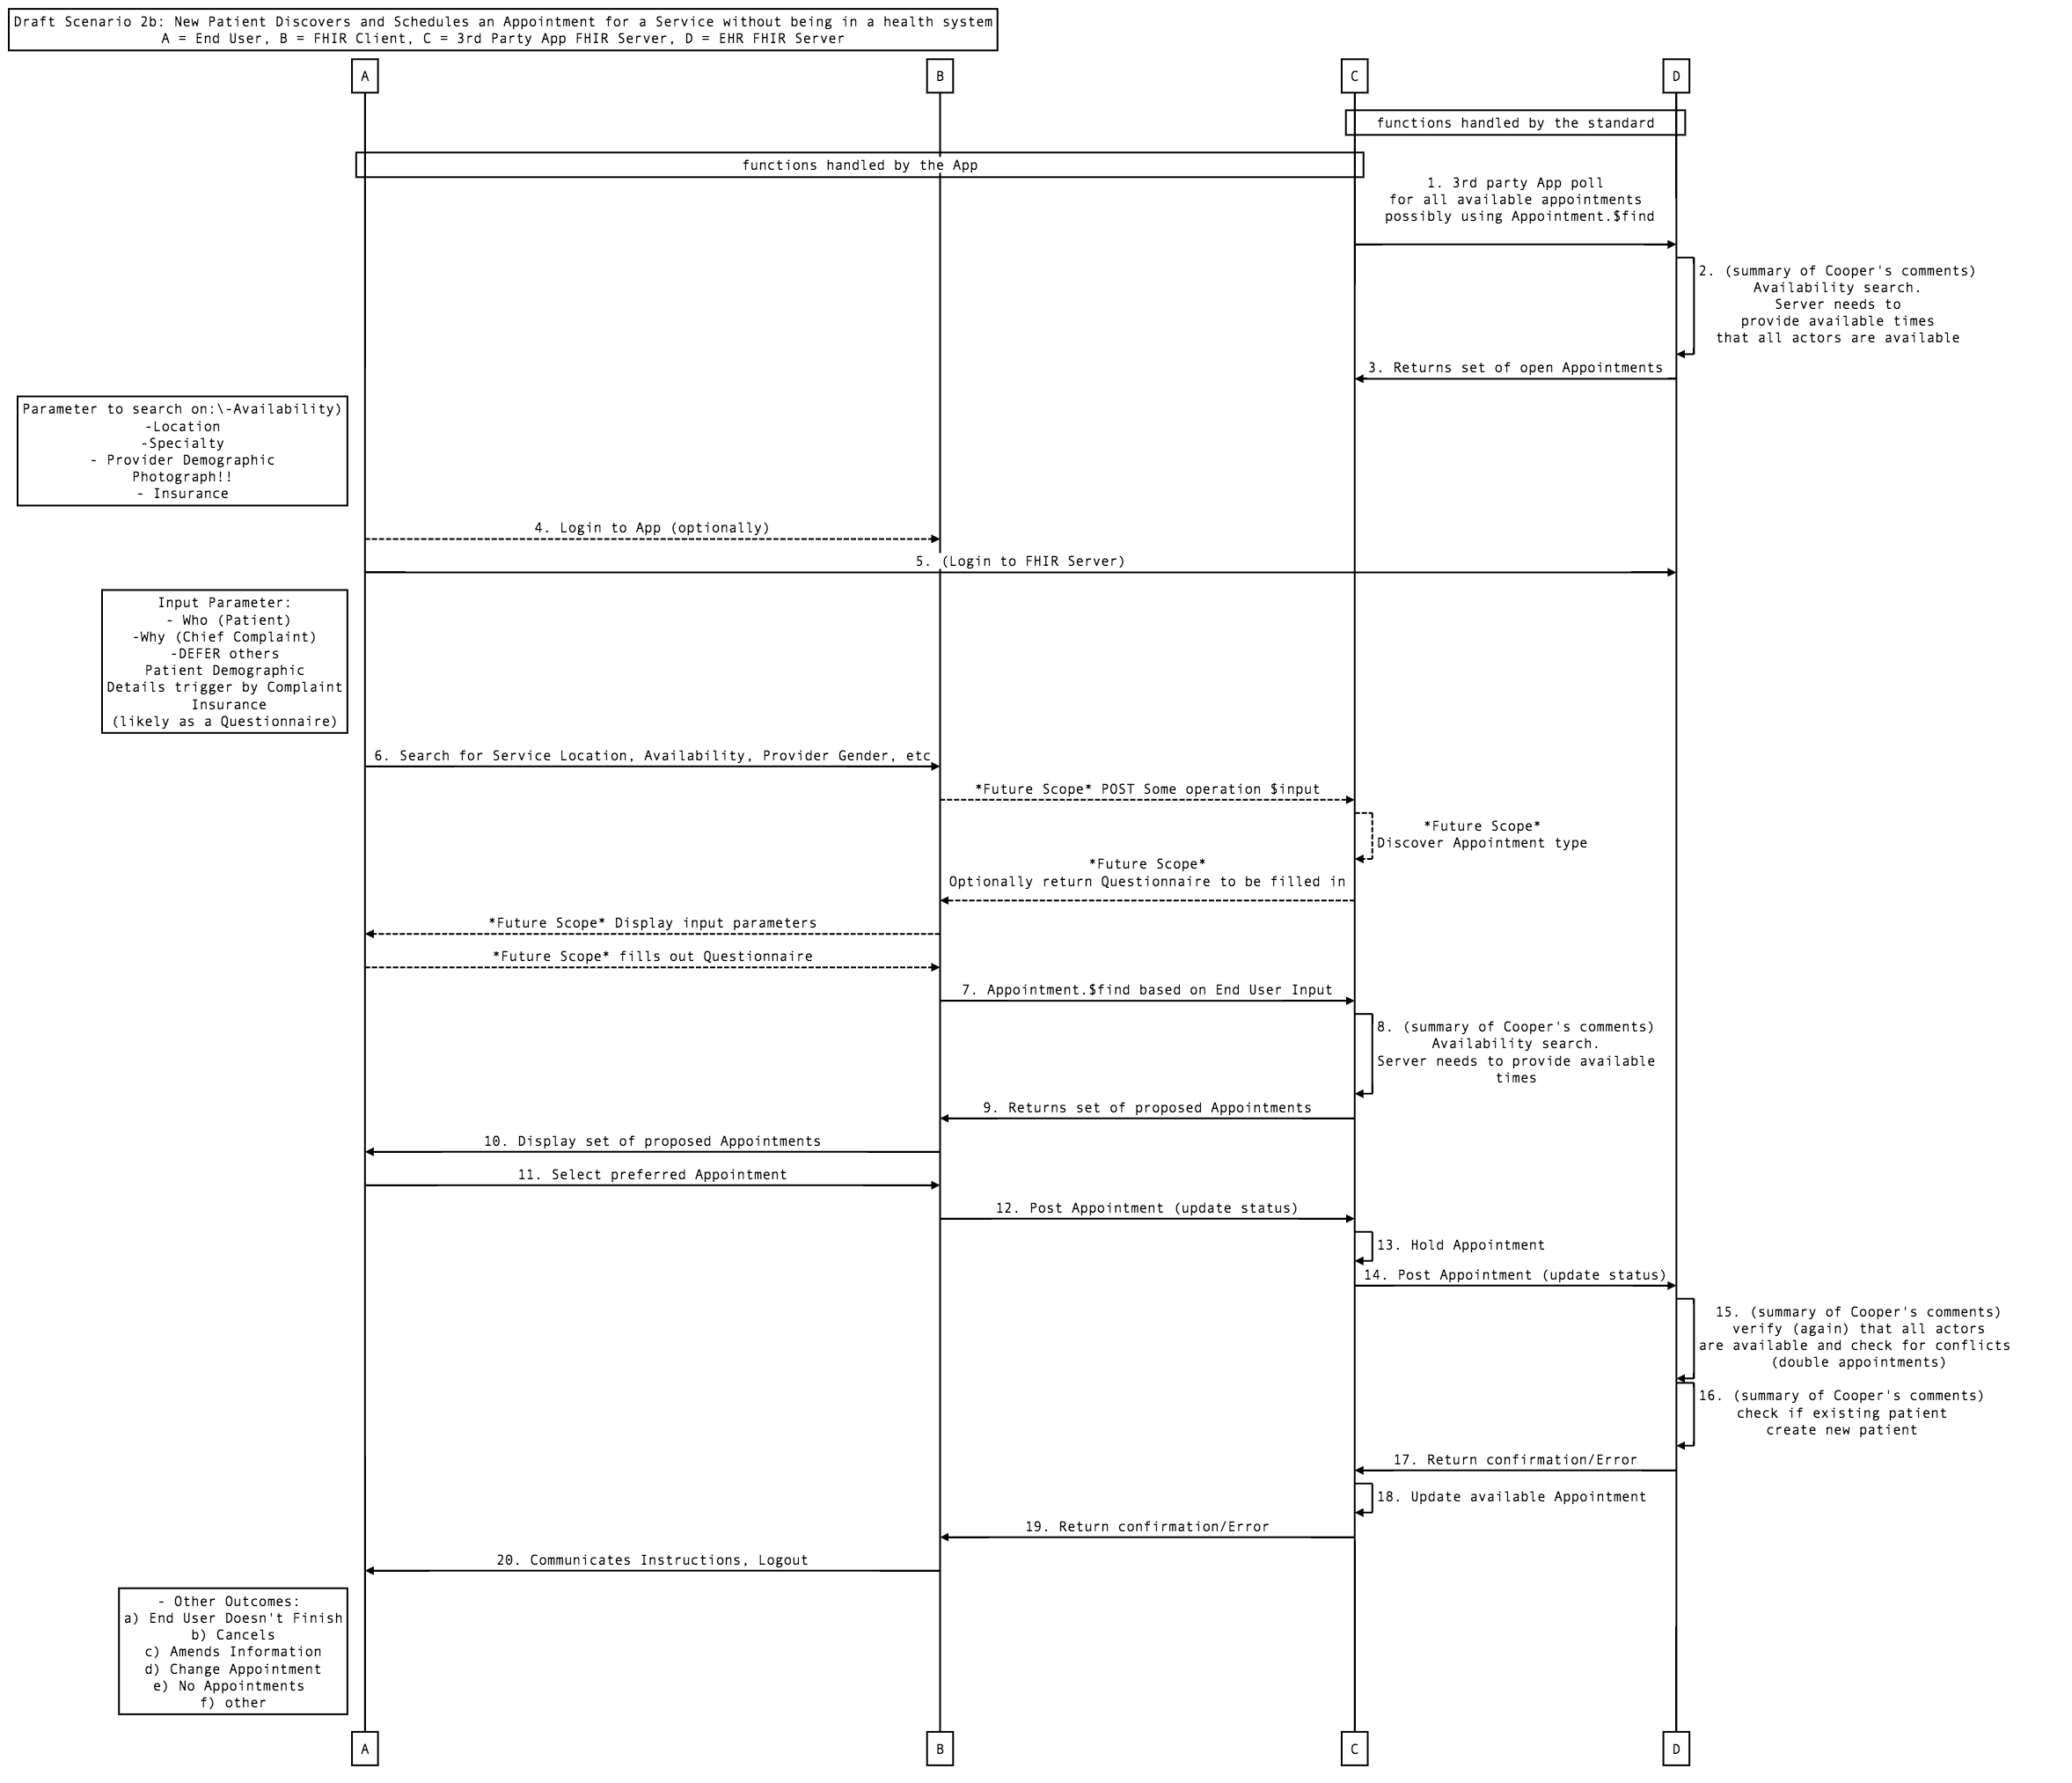 Draft Scenario 2b: New Patient Discovers and Schedules an Appointment for a Service without being in a health system
A = End User, B = FHIR Client, C = 3rd Party App FHIR Server, D = EHR FHIR Server
A
B
C
D
functions handled by the standard
functions handled by the App
1. 3rd party App poll
for all available appointments
possibly using Appointment.$find
2. (summary of Cooper's comments)
Availability search.
Server needs to
provide available times
that all actors are available
3. Returns set of open Appointments
Parameter to search on:\-Availability)
-Location
-Specialty
- Provider Demographic
Photograph!!
- Insurance
4. Login to App (optionally)
5. (Login to FHIR Server)
Input Parameter:
- Who (Patient)
-Why (Chief Complaint)
-DEFER others
Patient Demographic
Details trigger by Complaint
Insurance
(likely as a Questionnaire)
6. Search for Service Location, Availability, Provider Gender, etc
*Future Scope* POST Some operation $input
*Future Scope*
Discover Appointment type
*Future Scope*
Optionally return Questionnaire to be filled in
*Future Scope* Display input parameters
*Future Scope* fills out Questionnaire
7. Appointment.$find based on End User Input
8. (summary of Cooper's comments)
Availability search.
Server needs to provide available
times
9. Returns set of proposed Appointments
10. Display set of proposed Appointments
11. Select preferred Appointment
12. Post Appointment (update status)
13. Hold Appointment
14. Post Appointment (update status)
15. (summary of Cooper's comments)
verify (again) that all actors
are available and check for conflicts
(double appointments)
16. (summary of Cooper's comments)
check if existing patient
create new patient
17. Return confirmation/Error
18. Update available Appointment
19. Return confirmation/Error
20. Communicates Instructions, Logout
- Other Outcomes:
a) End User Doesn't Finish
b) Cancels
c) Amends Information
d) Change Appointment
e) No Appointments
f) other
A
B
C
D